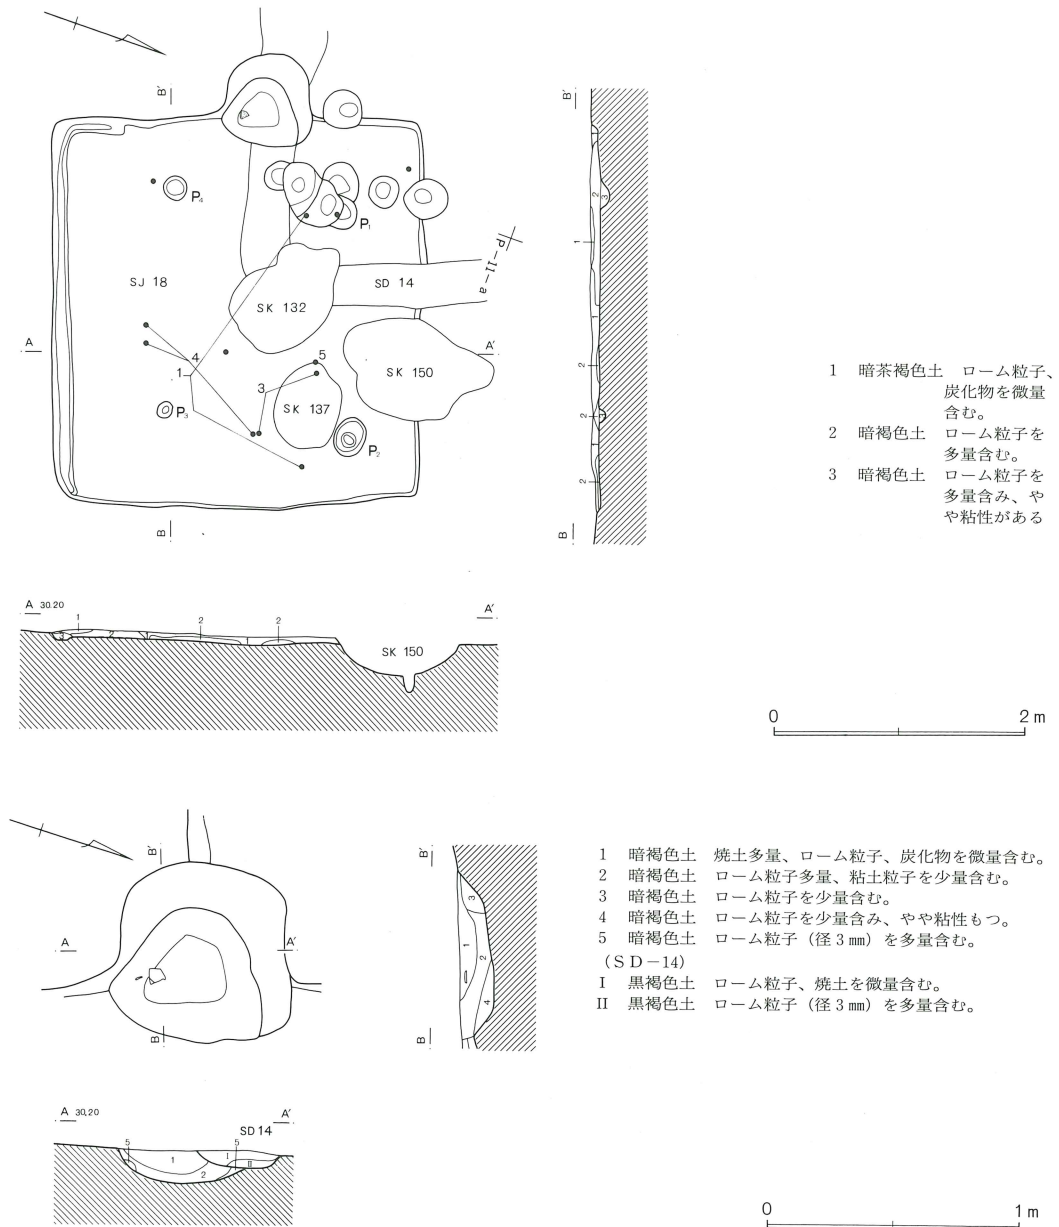 B'
B'
P4
P1
P-11-a
SJ 18
SD 14
SK 132
A
A'
4
1
5
3
SK 150
SK 137
P3
P2
B
B
2
3
1
1
2
2
1
2
1 暗茶褐色土 ローム粒子、
炭化物を微量
含む。
2 暗褐色土 ローム粒子を
多量含む。
3 暗褐色土 ローム粒子を
多量含み、や
や粘性がある
A 30.20
1
2
2
A'
SK 150
0 2m
B'
B'
A
A'
B
B
3
1
2
4
1 暗褐色土 焼土多量、ローム粒子、炭化物を微量含む。
2 暗褐色土 ローム粒子多量、粘土粒子を少量含む。
3 暗褐色土 ローム粒子を少量含む。
4 暗褐色土 ローム粒子を少量含み、やや粘性もつ。
5 暗褐色土 ローム粒子（径3㎜）を多量含む。
（SD-14）
I 黒褐色土 ローム粒子、焼土を微量含む。
II 黒褐色土 ローム粒子（径3㎜）を多量含む。
A 30.20
A'
SD 14
5
5
1
I
II
2
0 1m